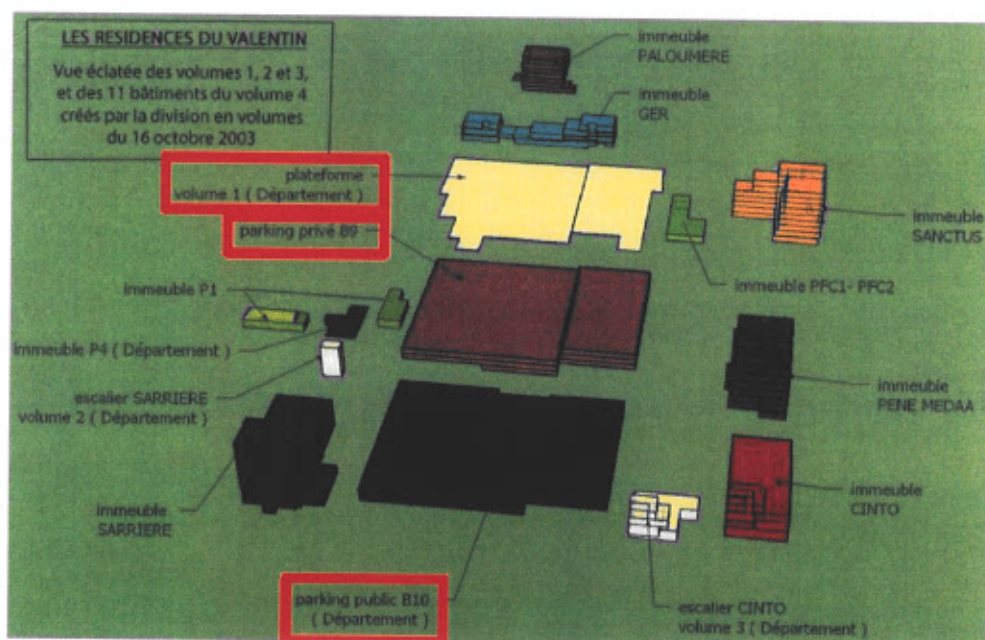 LES RESIDENCES DU VALENTIN
Vue éclatée des volumes 1, 2 et 3,
et des 11 bâtiments du volume 4
créés par la division en volumes
du 16 octobre 2003
immeuble
PALOUMERE
immeuble
GER
plateforme
volume 1 ( Département )
parking privé B9
immeuble
SANCTUS
immeuble PFC1- PFC2
immeuble P1
immeuble P4 ( Département )
escalier SARRIERE
volume 2 ( Département )
immeuble
PENE MEDAA
immeuble
SARRIERE
immeuble
CINTO
parking public B10
( Département )
escalier CINTO
volume 3 ( Département )